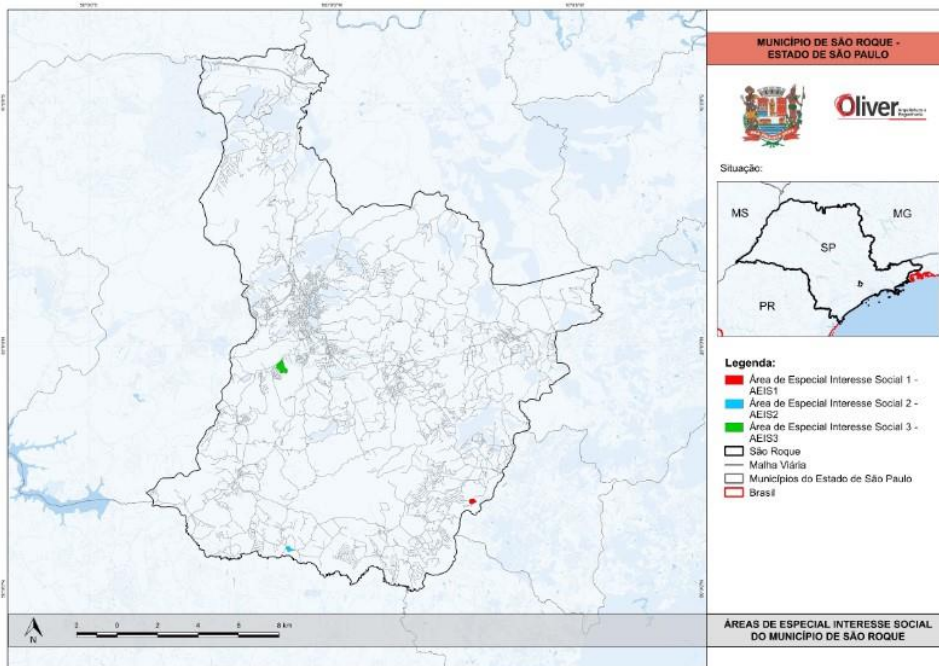 MUNICÍPIO DE SÃO ROQUE -
ESTADO DE SÃO PAULO
Oliver
Arquitetura e
Engenharia
Situação:
MS
MG
SP
PR
Legenda:
Área de Especial Interesse Social 1 -
AEIS1
Área de Especial Interesse Social 2 -
AEIS2
Área de Especial Interesse Social 3 -
AEIS3
São Roque
Malha Viária
Municípios do Estado de São Paulo
Brasil
N
2 0 2 4 6 8 km
ÁREAS DE ESPECIAL INTERESSE SOCIAL
DO MUNICÍPIO DE SÃO ROQUE